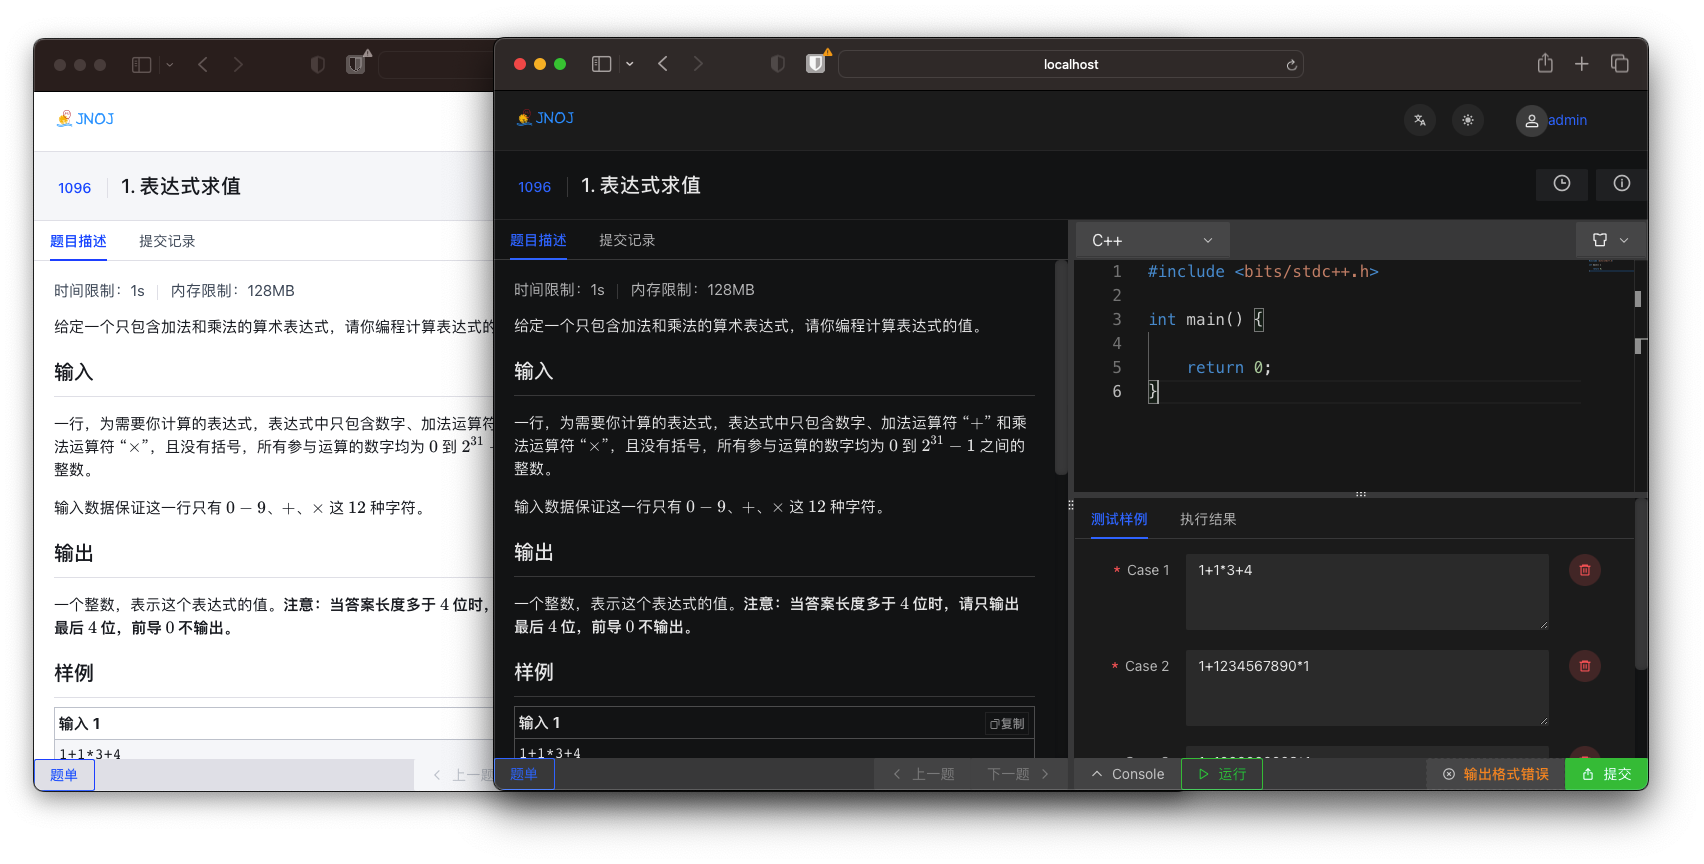 JNOJ
1096
1. 表达式求值
题目描述
提交记录
时间限制：1s
内存限制：128MB
给定一个只包含加法和乘法的算术表达式，请你编程计算表达式的
输入
一行，为需要你计算的表达式，表达式中只包含数字、加法运算符
法运算符 “×”，且没有括号，所有参与运算的数字均为 0 到 2^31 -
整数。
输入数据保证这一行只有 0 − 9、+、× 这 12 种字符。
输出
一个整数，表示这个表达式的值。注意：当答案长度多于 4 位时，
最后 4 位，前导 0 不输出。
样例
输入 1
1+1*3+4
题单
上一题
localhost
JNOJ
admin
1096
1. 表达式求值
题目描述
提交记录
时间限制：1s
内存限制：128MB
给定一个只包含加法和乘法的算术表达式，请你编程计算表达式的值。
输入
一行，为需要你计算的表达式，表达式中只包含数字、加法运算符 “+” 和乘
法运算符 “×”，且没有括号，所有参与运算的数字均为 0 到 2^31 − 1 之间的
整数。
输入数据保证这一行只有 0 − 9、+、× 这 12 种字符。
输出
一个整数，表示这个表达式的值。注意：当答案长度多于 4 位时，请只输出
最后 4 位，前导 0 不输出。
样例
输入 1
复制
1+1*3+4
题单
上一题
下一题
C++
1 #include <bits/stdc++.h>
2
3 int main() {
4
5 return 0;
6 }
测试样例
执行结果
* Case 1
1+1*3+4
* Case 2
1+1234567890*1
Console
运行
输出格式错误
提交